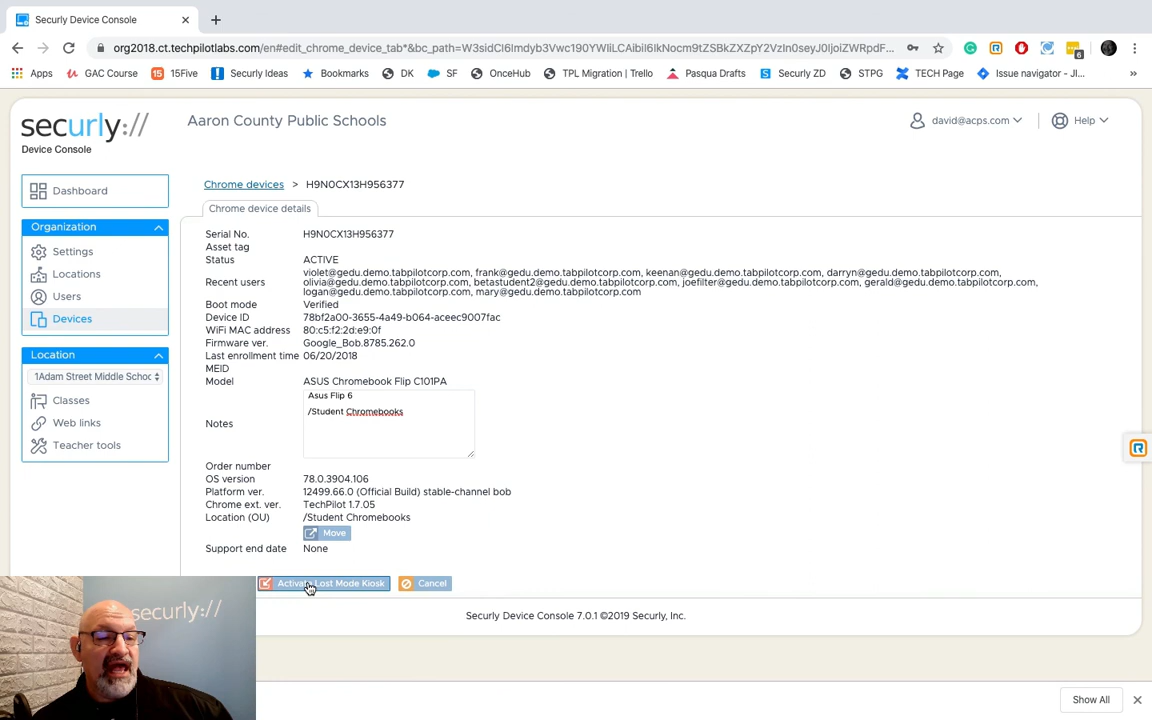 Securly Device Console
org2018.ct.techpilotlabs.com/en#edit_chrome_device_tab*&bc_path=W3sidCI6Imdyb3Vwc190YWIiLCAibiI6IkNocm9tZSBkZXZpY2VzIn0seyJ0IjoiZWRpdF...
6
Apps
GAC Course
15 15Five
Securly Ideas
Bookmarks
DK
SF
OnceHub
TPL Migration | Trello
Pasqua Drafts
Securly ZD
STPG
TECH Page
Issue navigator - JI...
»
securly://
Device Console
Aaron County Public Schools
david@acps.com
Help
Dashboard
Organization
Settings
Locations
Users
Devices
Location
1Adam Street Middle Schoo
Classes
Web links
Teacher tools
Chrome devices > H9N0CX13H956377
Chrome device details
Serial No. H9N0CX13H956377
Asset tag
Status ACTIVE
Recent users violet@gedu.demo.tabpilotcorp.com, frank@gedu.demo.tabpilotcorp.com, keenan@gedu.demo.tabpilotcorp.com, darryn@gedu.demo.tabpilotcorp.com,
olivia@gedu.demo.tabpilotcorp.com, betastudent2@gedu.demo.tabpilotcorp.com, joefilter@gedu.demo.tabpilotcorp.com, gerald@gedu.demo.tabpilotcorp.com,
logan@gedu.demo.tabpilotcorp.com, mary@gedu.demo.tabpilotcorp.com
Boot mode Verified
Device ID 78bf2a00-3655-4a49-b064-aceec9007fac
WiFi MAC address 80:c5:f2:2d:e9:0f
Firmware ver. Google_Bob.8785.262.0
Last enrollment time 06/20/2018
MEID
Model ASUS Chromebook Flip C101PA
Notes
Asus Flip 6
/Student Chromebooks
Order number
OS version 78.0.3904.106
Platform ver. 12499.66.0 (Official Build) stable-channel bob
Chrome ext. ver. TechPilot 1.7.05
Location (OU) /Student Chromebooks
Move
Support end date None
Activate Lost Mode Kiosk
Cancel
Securly Device Console 7.0.1 ©2019 Securly, Inc.
securly://
Show All